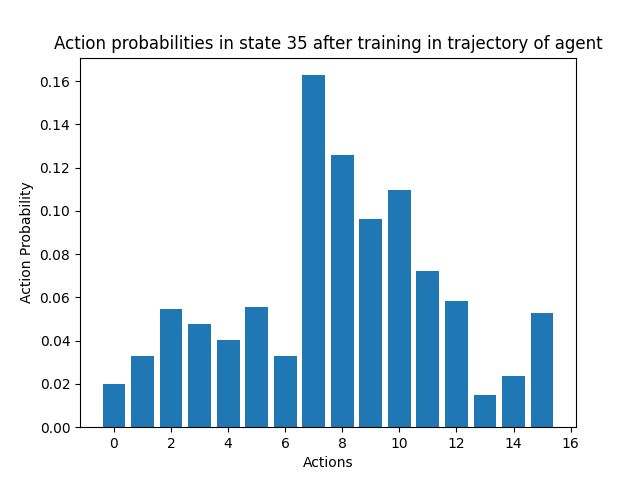 Action probabilities in state 35 after training in trajectory of agent
0.16
0.14
0.12
0.10
0.08
0.06
0.04
0.02
0.00
Action Probability
0 2 4 6 8 10 12 14 16
Actions